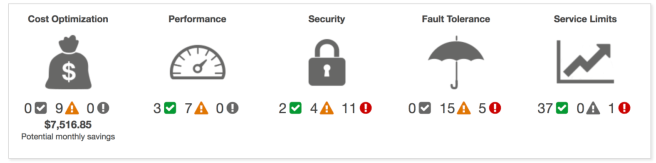 Cost Optimization Performance Security Fault Tolerance Service Limits
$
0 9 0 3 7 0 2 4 11 0 15 5 37 0 1
$7,516.85
Potential monthly savings